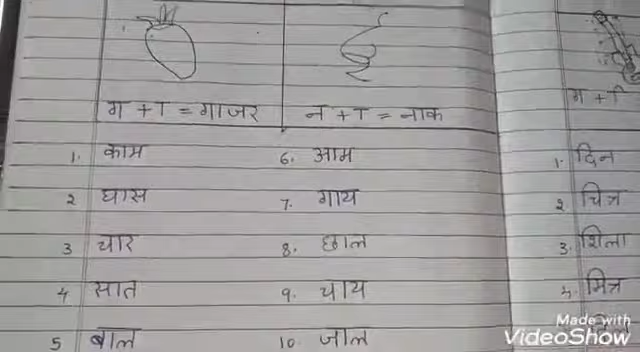 ग + ा = गाजर
न + ा = नाक
1. काम
2 घास
3 चार
4 सात
5 बाल
6. आम
7. गाय
8. छाल
9. चाय
10 जाल
ग + ि
1. दिन
2 चित्र
3. शिला
4. मित्र
Made with
VideoShow